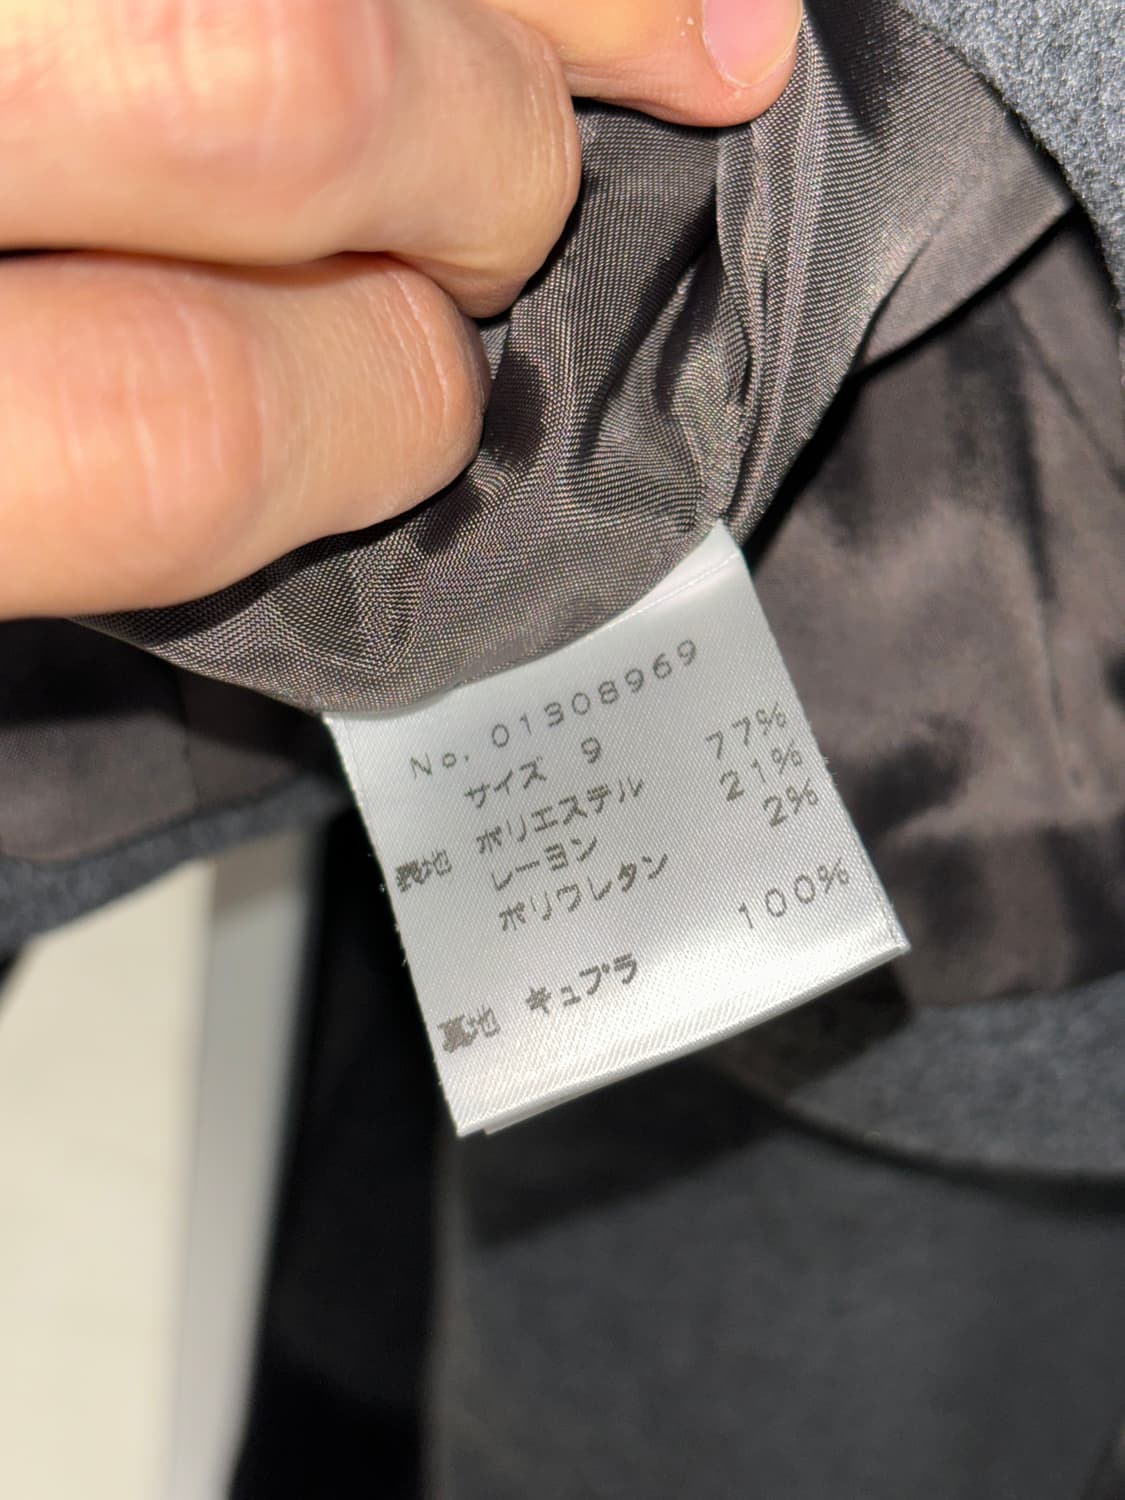 No. 01308969
サイズ 9
ポリエステル 77%
表地 レーヨン 21%
ポリウレタン 2%
裏地 キュプラ 100%